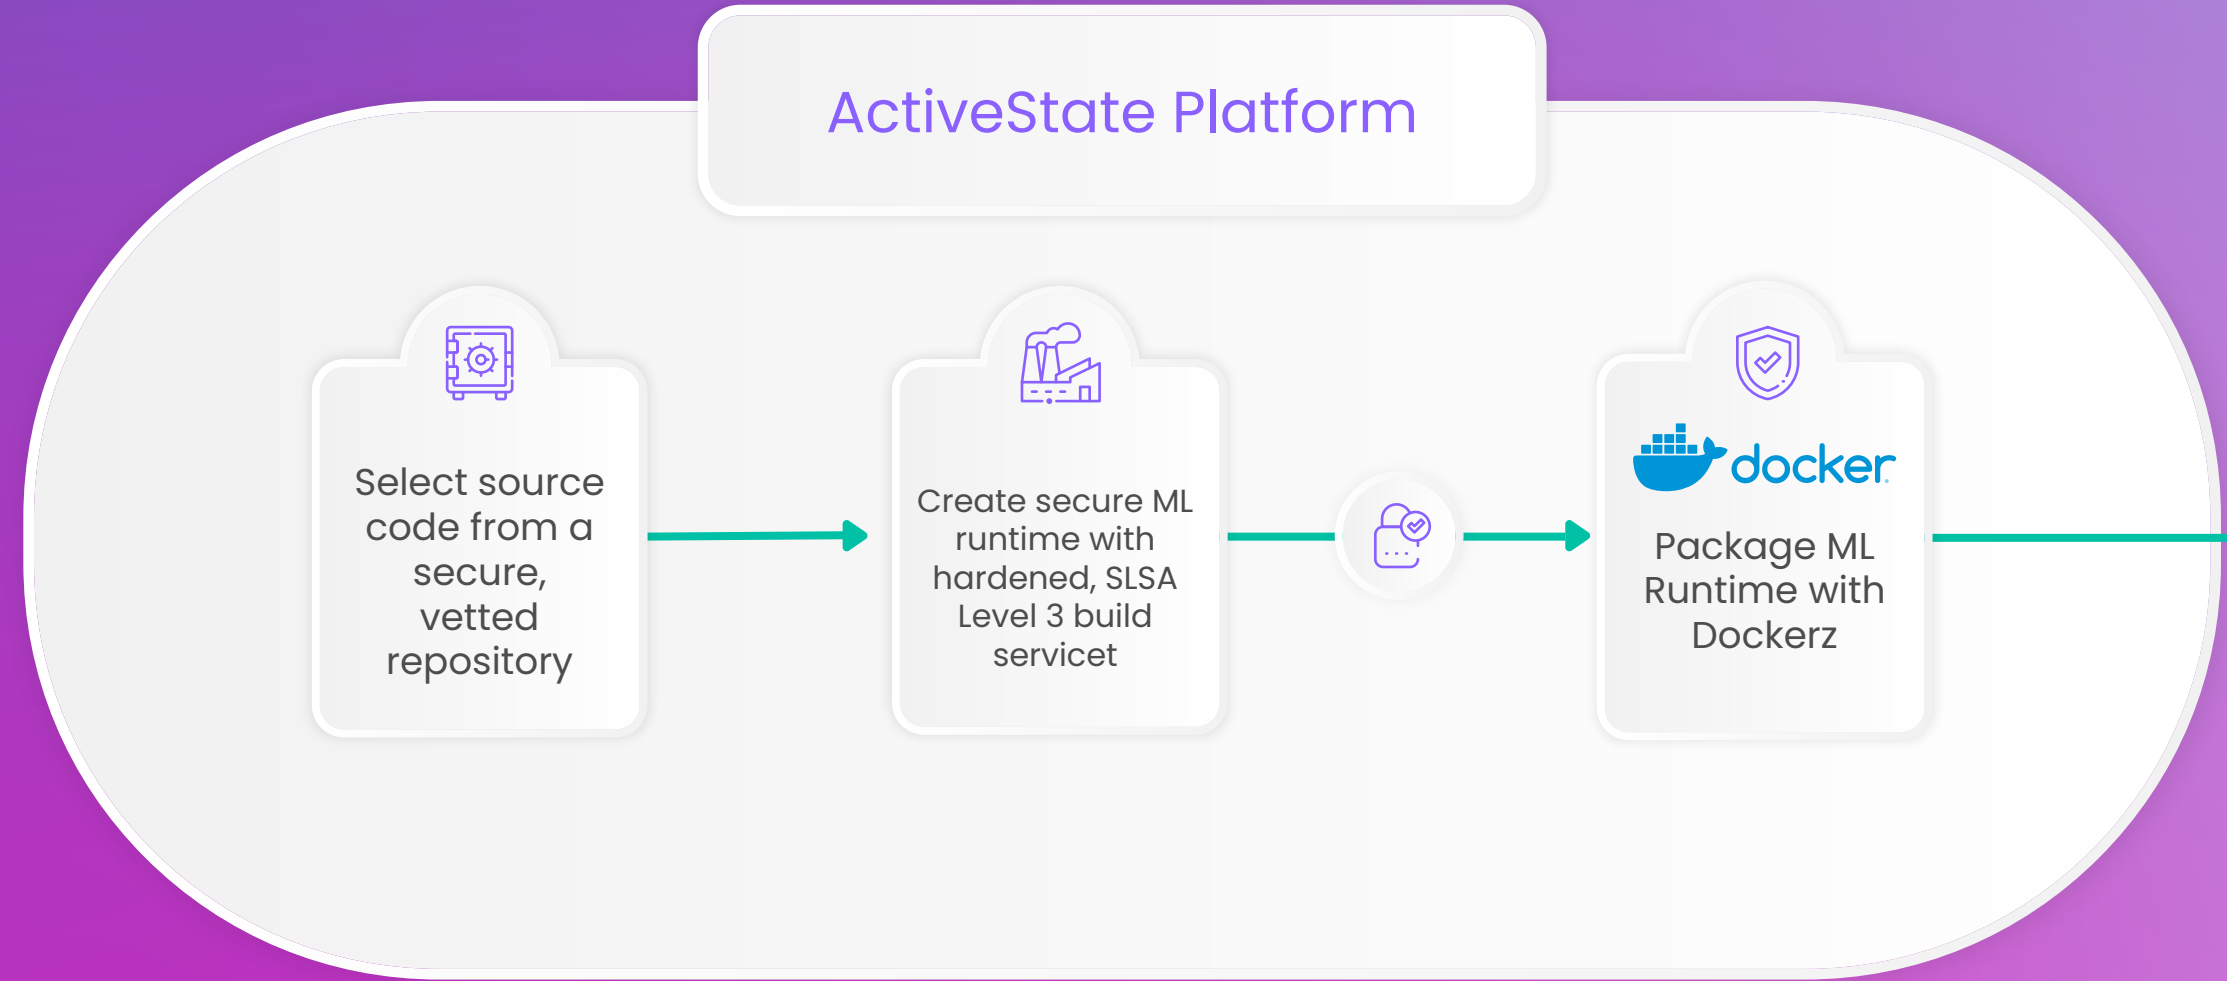 ActiveState Platform
Select source
code from a
secure,
vetted
repository
Create secure ML
runtime with
hardened, SLSA
Level 3 build
servicet
docker
Package ML
Runtime with
Dockerz